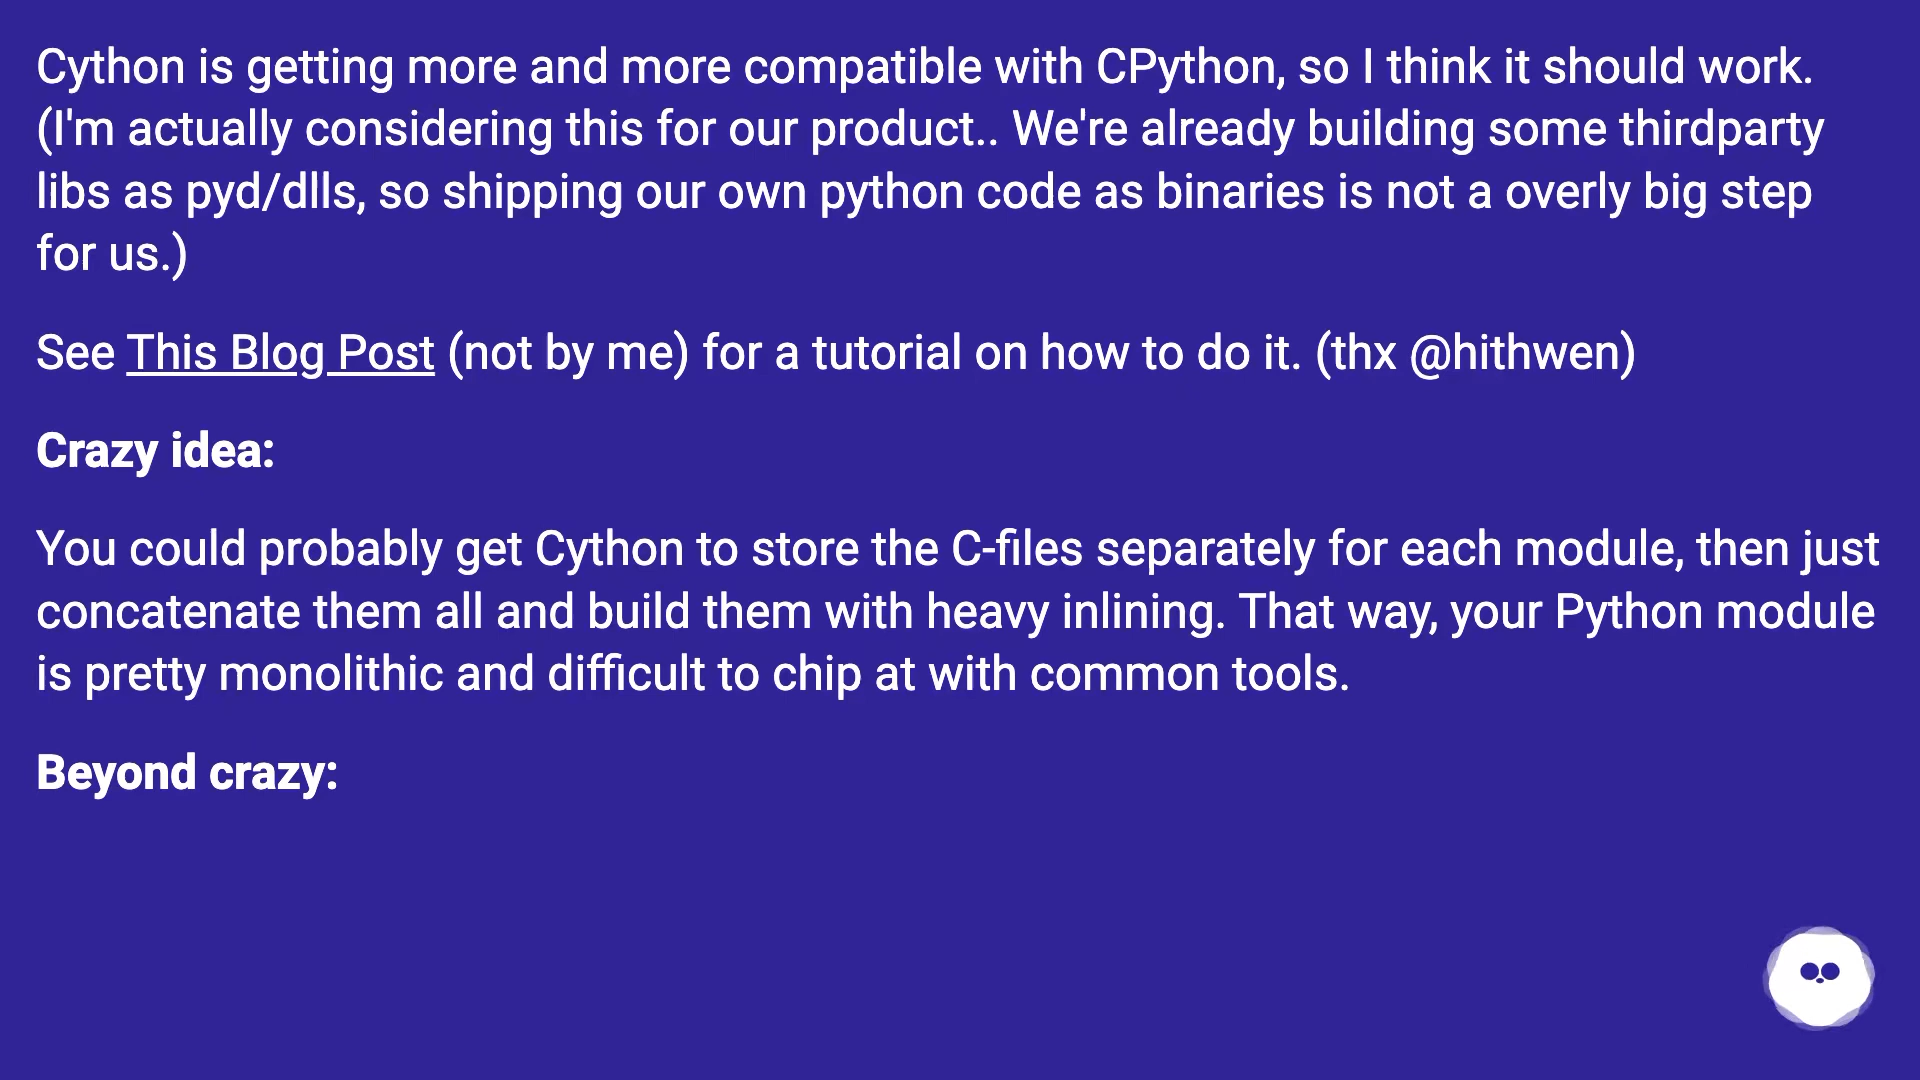 Cython is getting more and more compatible with CPython, so I think it should work.
(I'm actually considering this for our product.. We're already building some thirdparty
libs as pyd/dlls, so shipping our own python code as binaries is not a overly big step
for us.)
See This Blog Post (not by me) for a tutorial on how to do it. (thx @hithwen)
Crazy idea:
You could probably get Cython to store the C-files separately for each module, then just
concatenate them all and build them with heavy inlining. That way, your Python module
is pretty monolithic and difficult to chip at with common tools.
Beyond crazy: